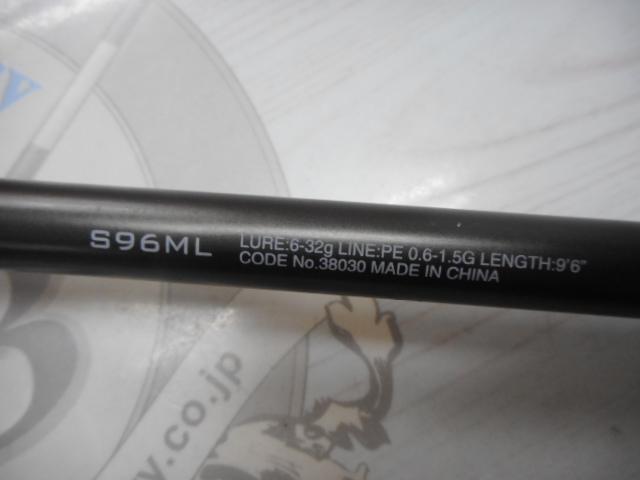 S96ML
LURE:6-32g LINE:PE 0.6-1.5G LENGTH:9'6"
CODE No.38030 MADE IN CHINA
y.co.jp